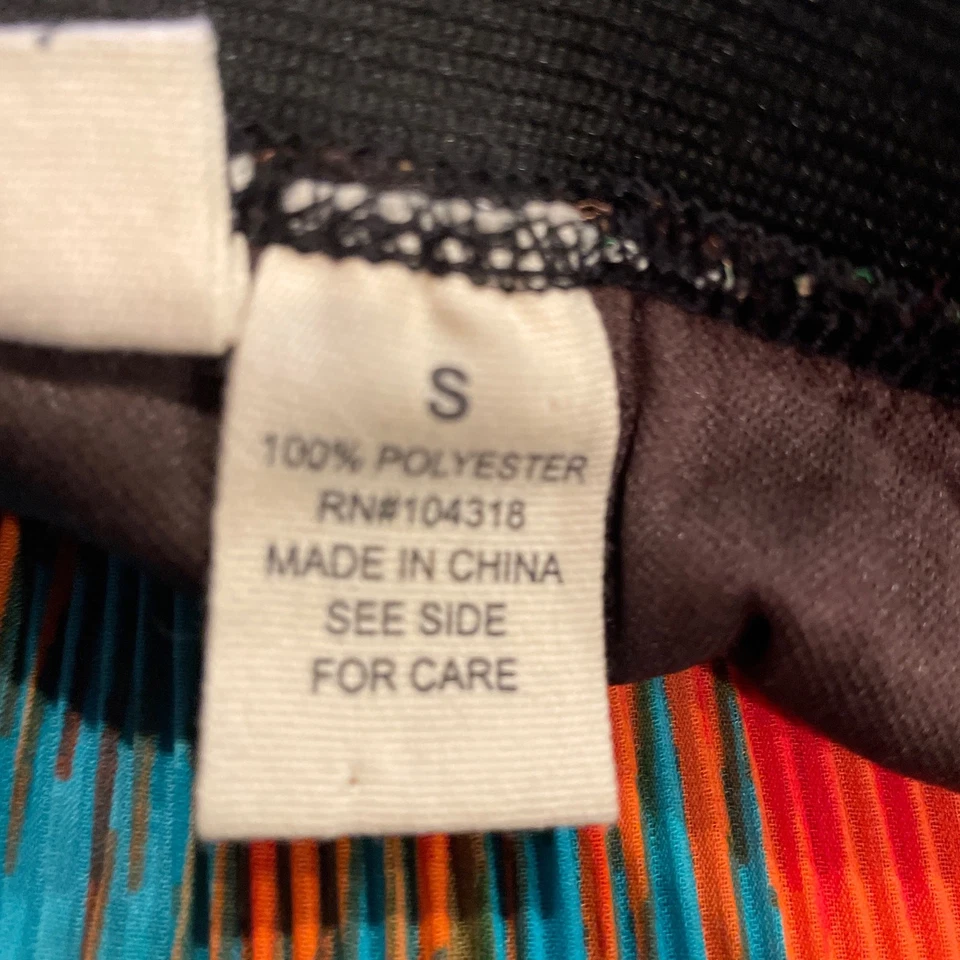 S
100% POLYESTER
RN#104318
MADE IN CHINA
SEE SIDE
FOR CARE